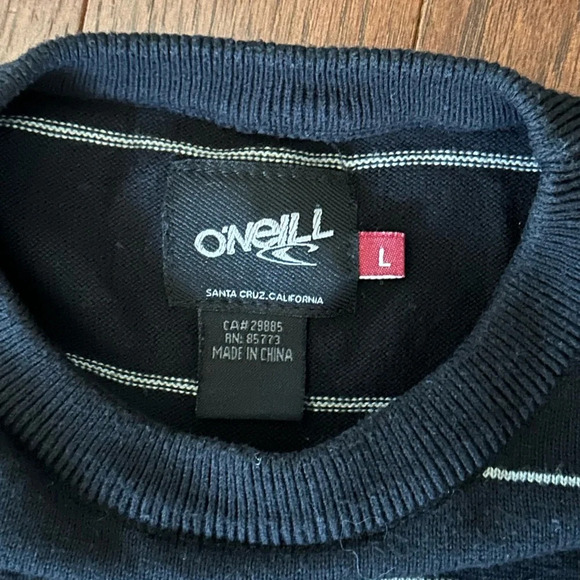 O'NEILL
L
SANTA CRUZ.CALIFORNIA
CA# 29885
RN: 85773
MADE IN CHINA